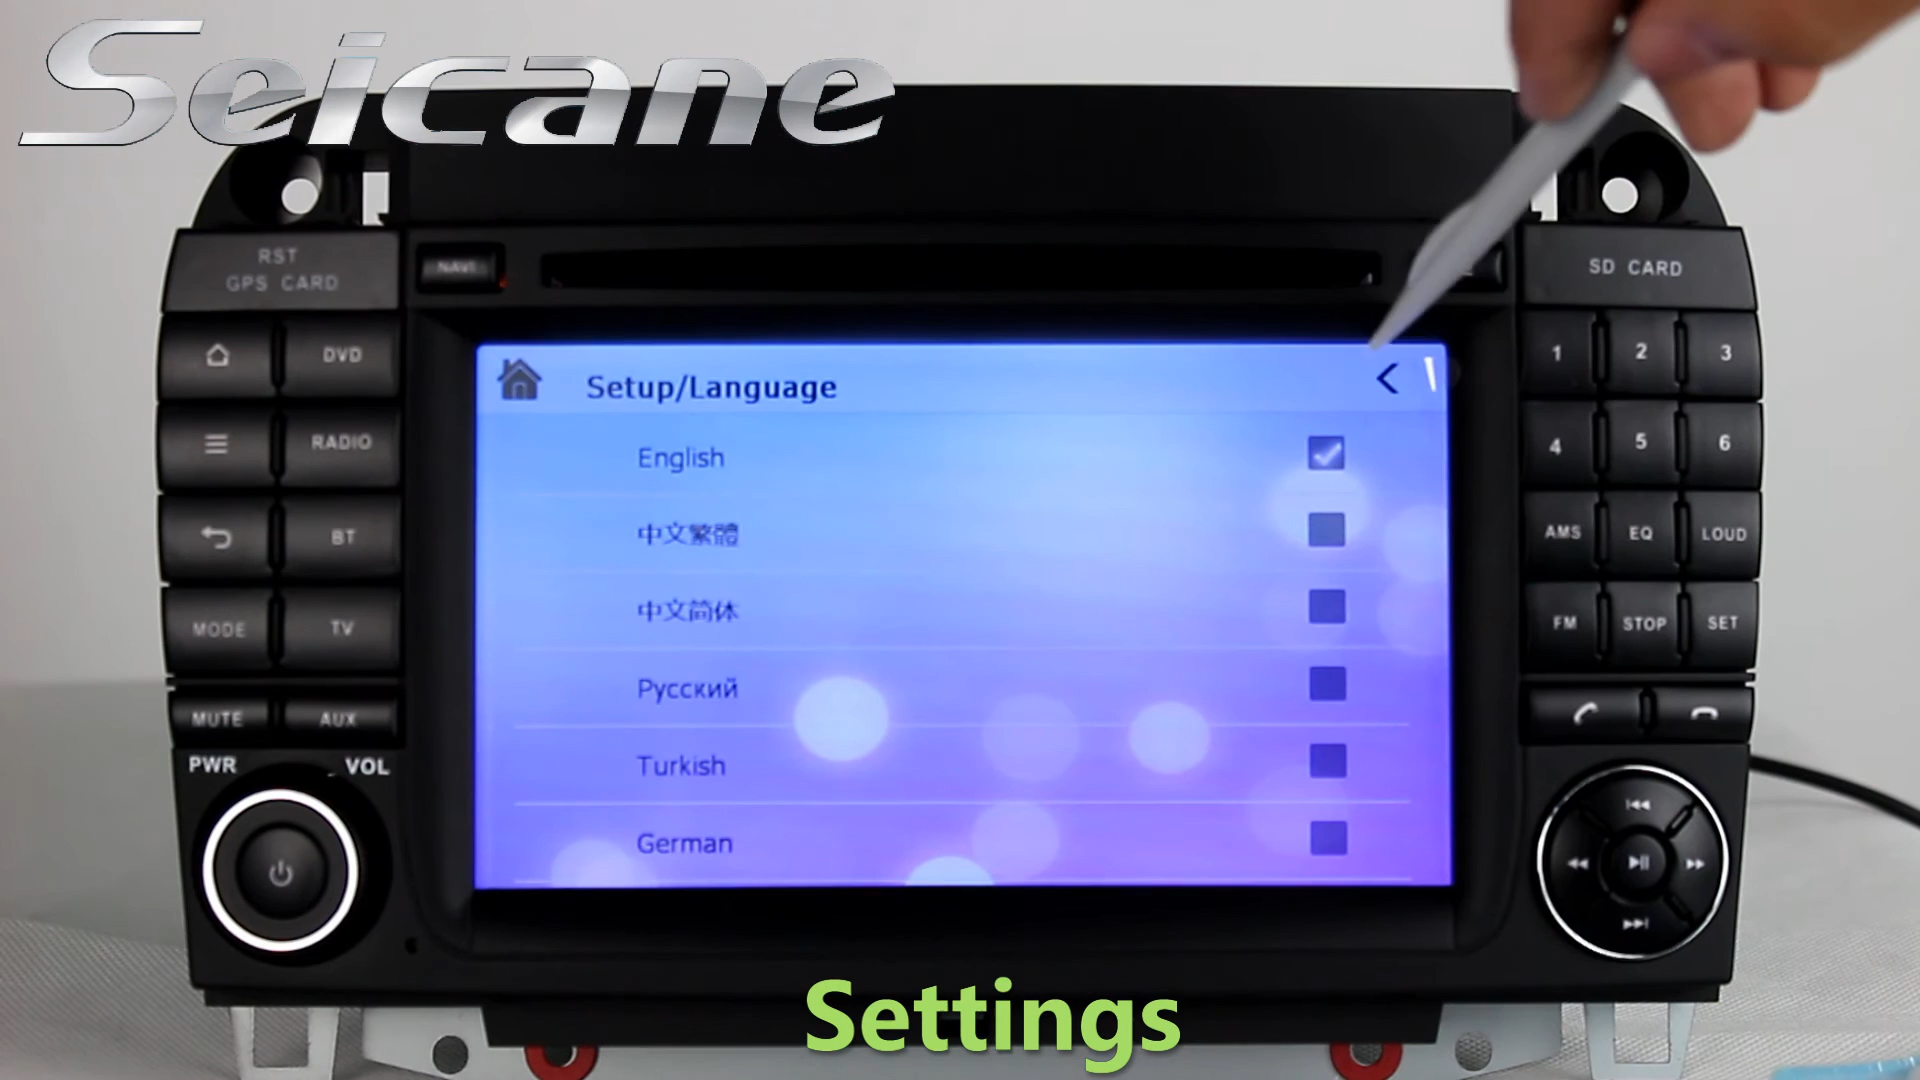 Seicane
RST
GPS CARD
NAVI
SD CARD
DVD
RADIO
BT
MODE
TV
MUTE
AUX
PWR
VOL
Setup/Language
English
中文繁體
中文简体
Русский
Turkish
German
1
2
3
4
5
6
AMS
EQ
LOUD
FM
STOP
SET
Settings